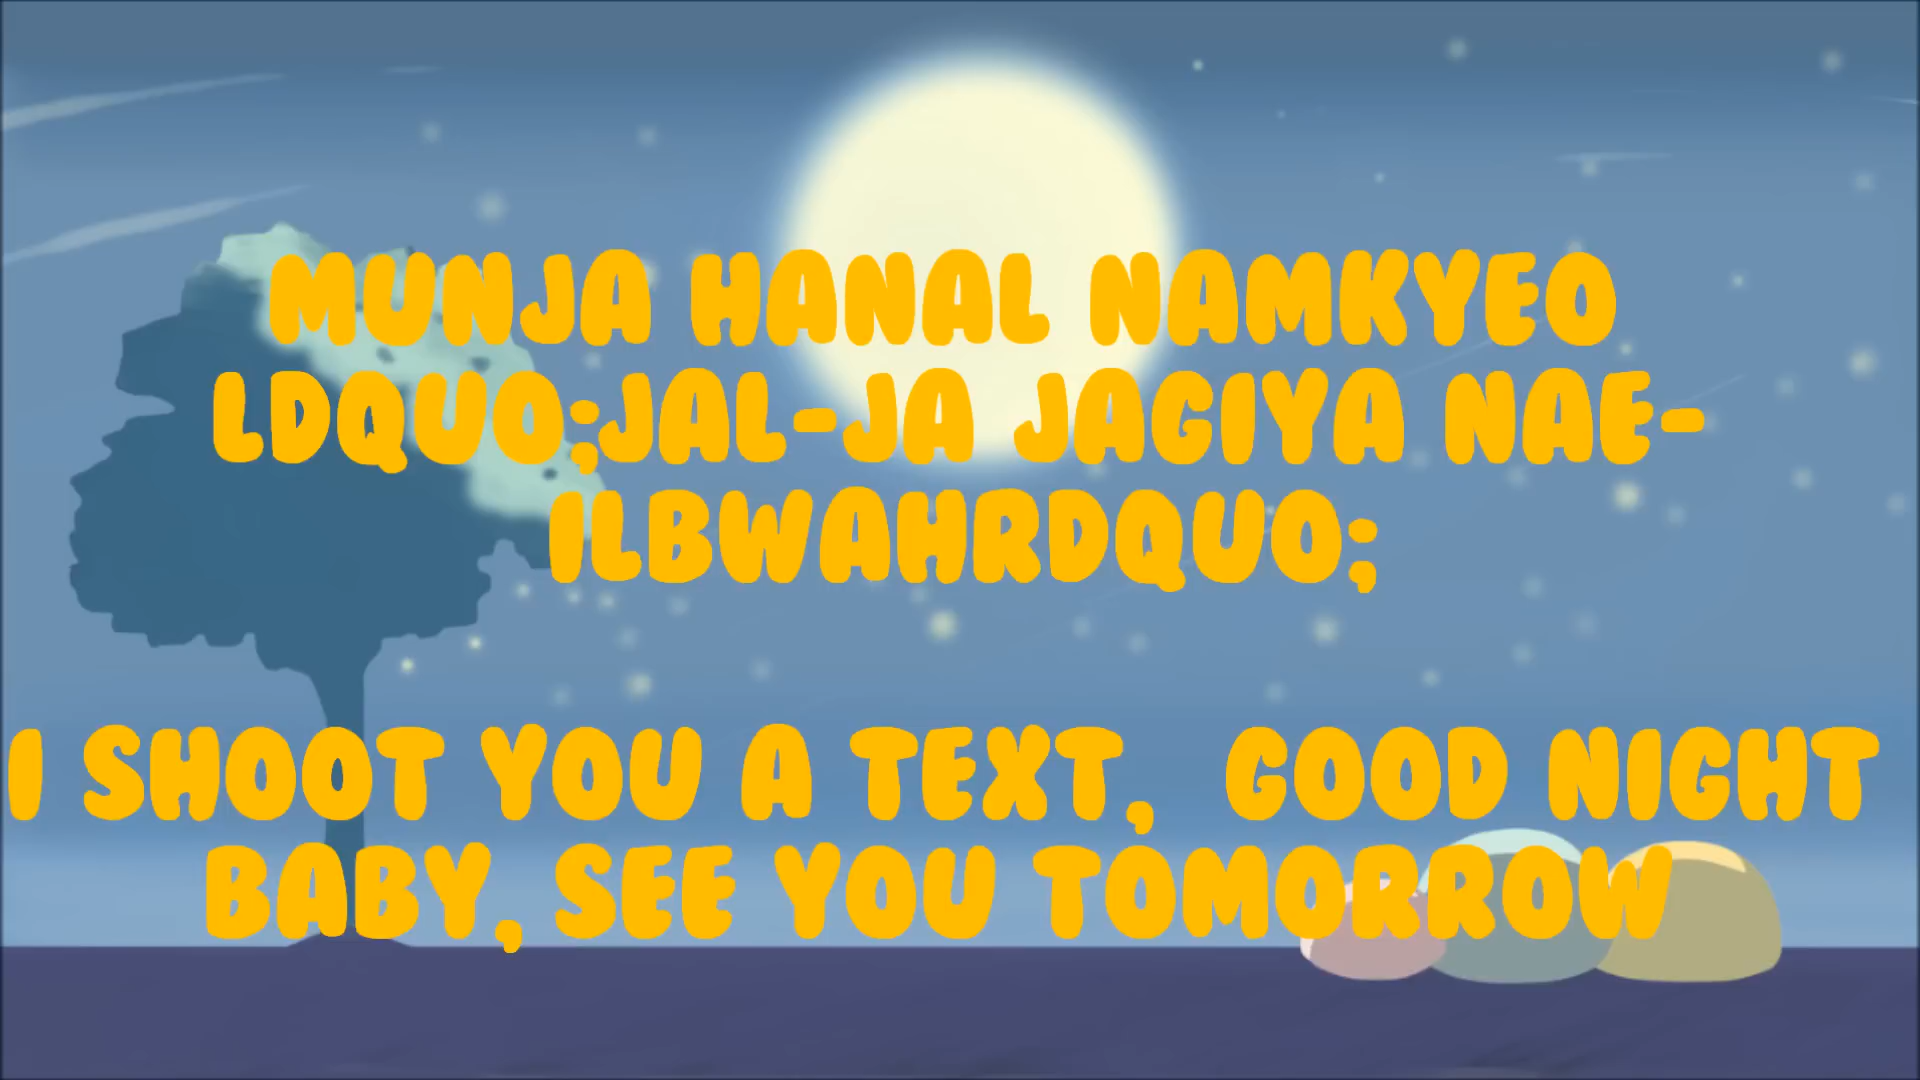 MUNJA HANAL NAMKYEO
LDQUO;JAL-JA JAGIYA NAE-
ILBWAHRDQUO;
I SHOOT YOU A TEXT, GOOD NIGHT
BABY, SEE YOU TOMORROW